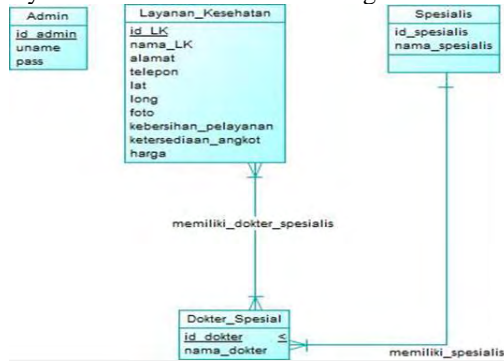 Admin
id_admin
uname
pass
Layanan_Kesehatan
id_LK
nama_LK
alamat
telepon
lat
long
foto
kebersihan_pelayanan
ketersediaan_angkot
harga
Spesialis
id_spesialis
nama_spesialis
memiliki_dokter_spesialis
Dokter_Spesial
id_dokter <
nama_dokter
memiliki_spesialis